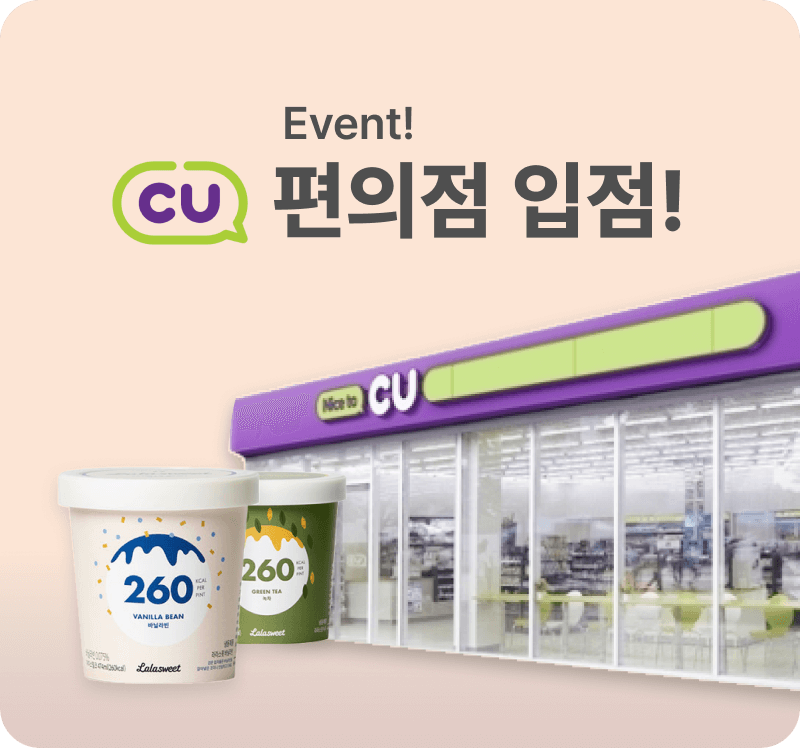 Event!
CU 편의점 입점!
Nice to CU
260
KCAL
PER
PINT
VANILLA BEAN
바닐라빈
Lalasweet
260
KCAL
PER
PINT
GREEN TEA
녹차
Lalasweet